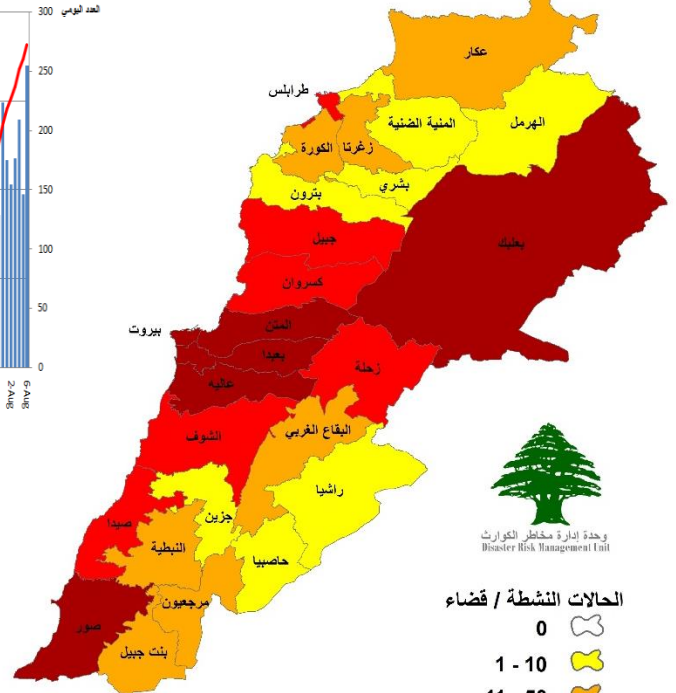 العدد اليومي
300
250
200
150
100
50
0
2-Aug
6-Aug
عكار
طرابلس
المنية الضنية
الهرمل
زغرتا
الكورة
بشري
بترون
جبيل
بعلبك
كسروان
المتن
بيروت
بعبدا
زحلة
عاليه
البقاع الغربي
الشوف
راشيا
جزين
صيدا
النبطية
حاصبيا
مرجعيون
صور
بنت جبيل
وحدة إدارة مخاطر الكوارث
Disaster Risk Management Unit
الحالات النشطة / قضاء
0
1 - 10